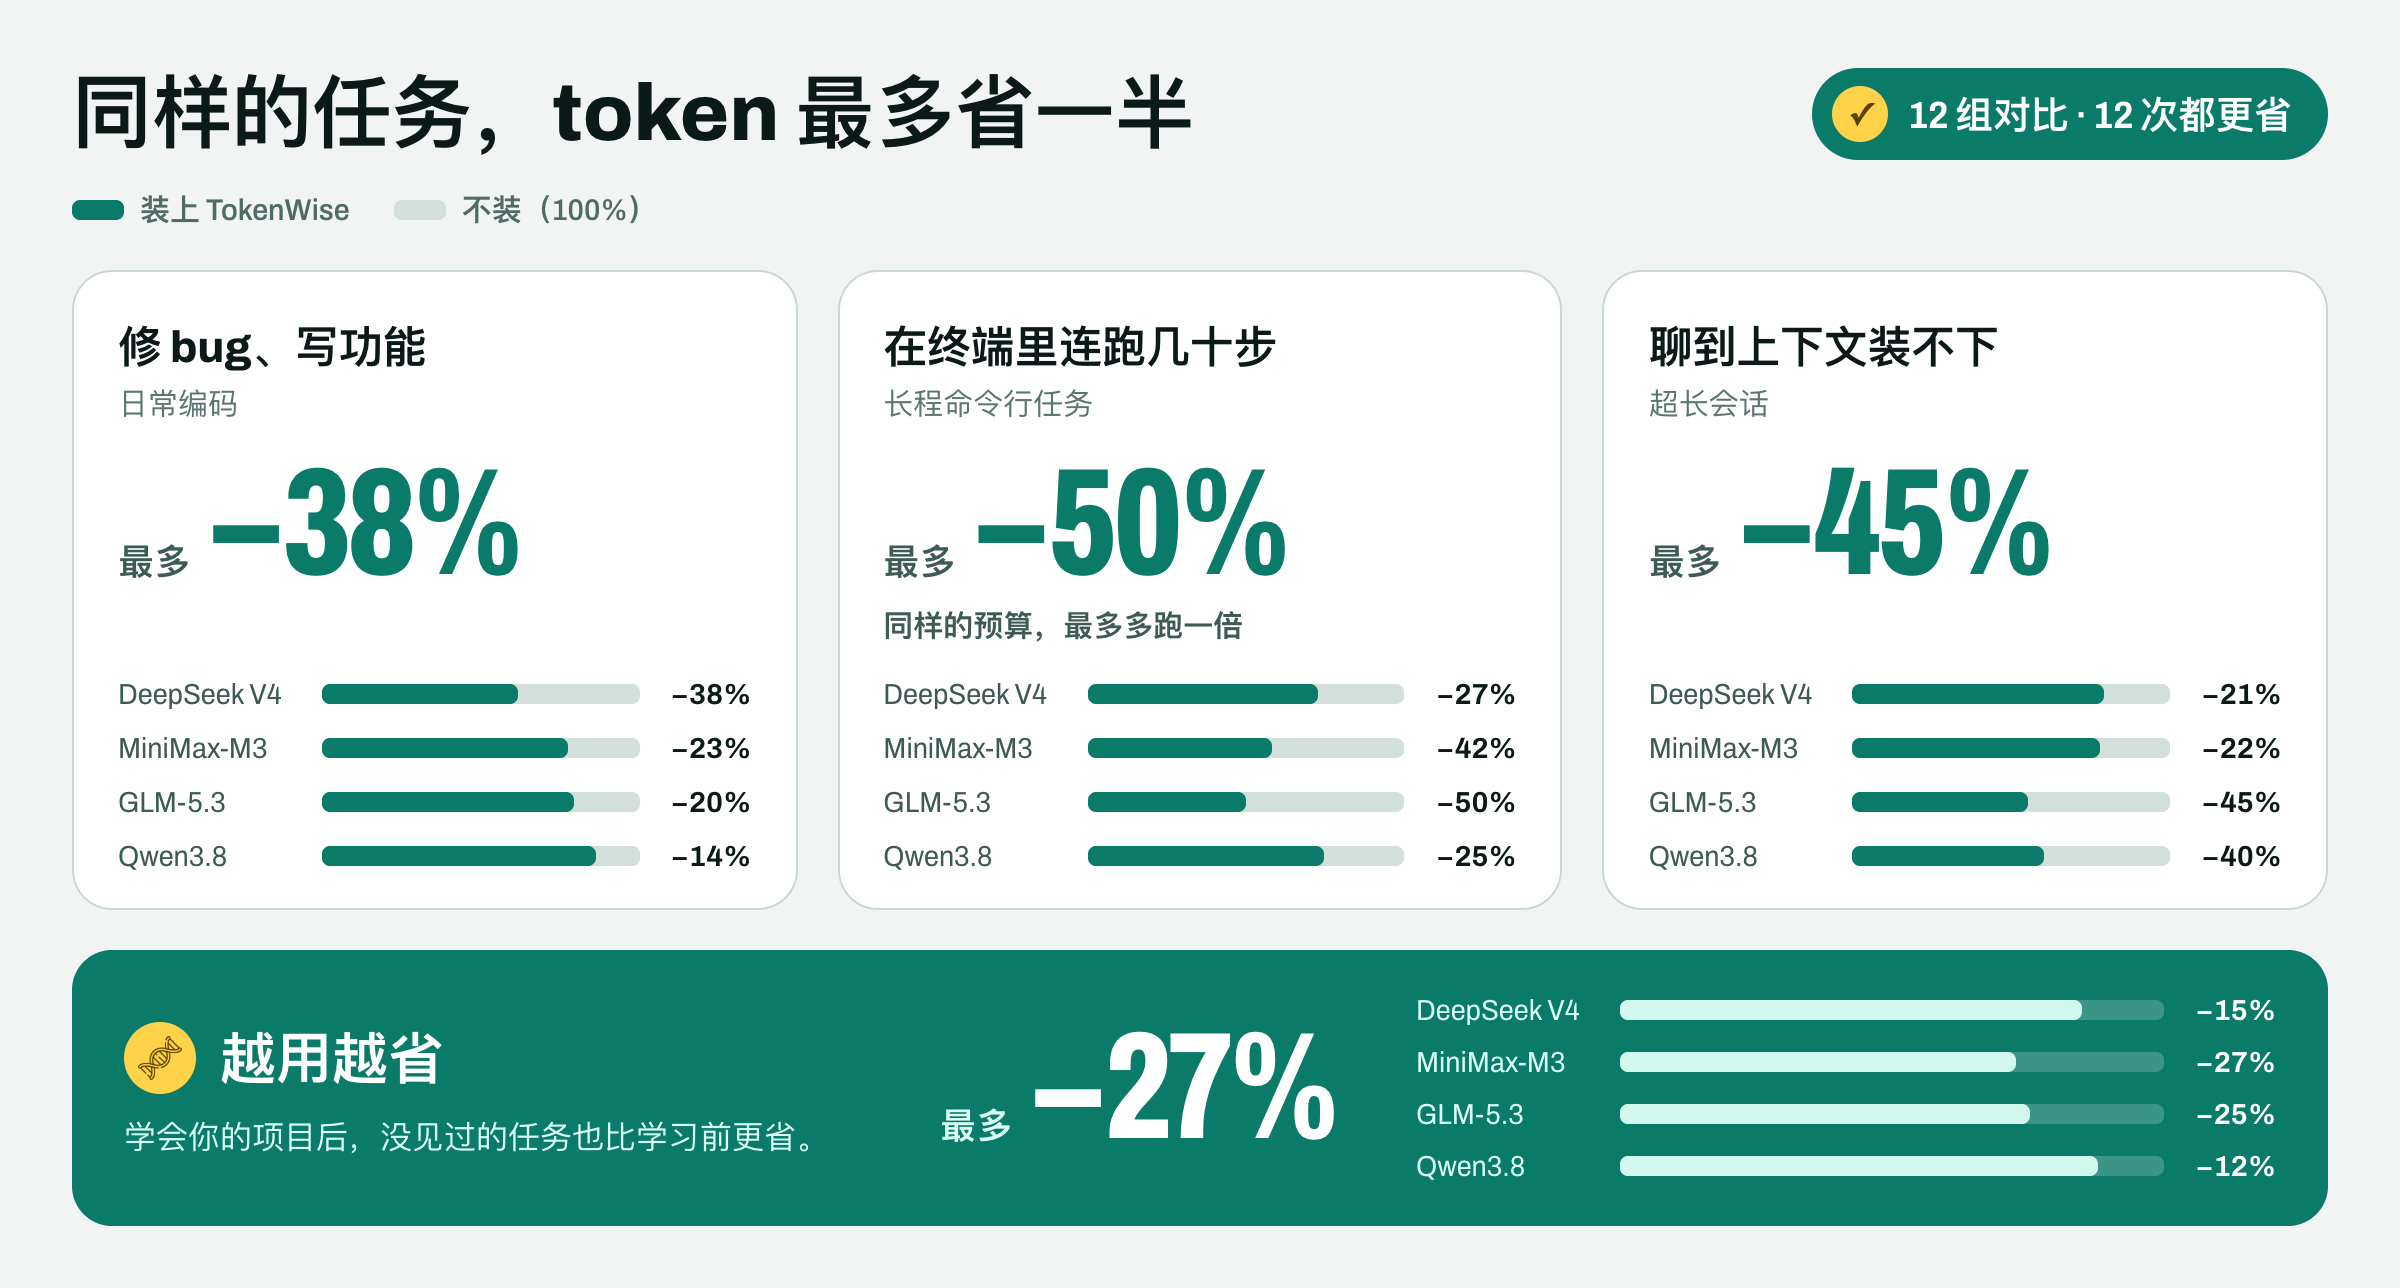 同样的任务，token 最多省一半
✓ 12 组对比 · 12 次都更省
装上 TokenWise
不装（100%）
修 bug、写功能
日常编码
最多 –38%
DeepSeek V4 –38%
MiniMax-M3 –23%
GLM-5.3 –20%
Qwen3.8 –14%
在终端里连跑几十步
长程命令行任务
最多 –50%
同样的预算，最多多跑一倍
DeepSeek V4 –27%
MiniMax-M3 –42%
GLM-5.3 –50%
Qwen3.8 –25%
聊到上下文装不下
超长会话
最多 –45%
DeepSeek V4 –21%
MiniMax-M3 –22%
GLM-5.3 –45%
Qwen3.8 –40%
越用越省
学会你的项目后，没见过的任务也比学习前更省。
最多 –27%
DeepSeek V4 –15%
MiniMax-M3 –27%
GLM-5.3 –25%
Qwen3.8 –12%